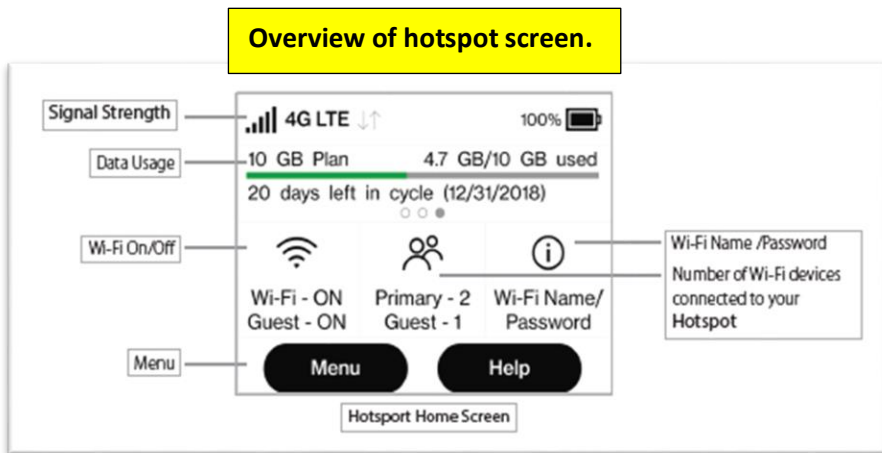 Overview of hotspot screen.
Signal Strength
4G LTE
100%
Data Usage
10 GB Plan
4.7 GB/10 GB used
20 days left in cycle (12/31/2018)
Wi-Fi On/Off
Wi-Fi - ON
Guest - ON
Primary - 2
Guest - 1
Wi-Fi Name/
Password
Wi-Fi Name /Password
Number of Wi-Fi devices
connected to your
Hotspot
Menu
Menu
Help
Hotsport Home Screen